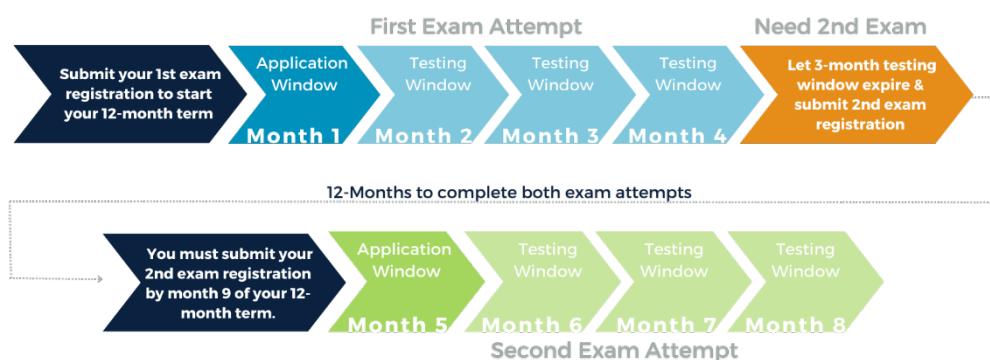 First Exam Attempt
Need 2nd Exam
Submit your 1st exam
registration to start
your 12-month term
Application
Window
Month 1
Testing
Window
Month 2
Testing
Window
Month 3
Testing
Window
Month 4
Let 3-month testing
window expire &
submit 2nd exam
registration
12-Months to complete both exam attempts
You must submit your
2nd exam registration
by month 9 of your 12-
month term.
Application
Window
Month 5
Testing
Window
Month 6
Testing
Window
Month 7
Testing
Window
Month 8
Second Exam Attempt